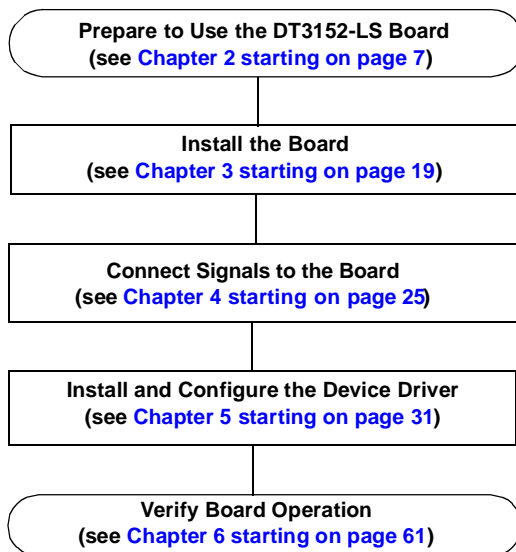 Prepare to Use the DT3152-LS Board
(see Chapter 2 starting on page 7)
Install the Board
(see Chapter 3 starting on page 19)
Connect Signals to the Board
(see Chapter 4 starting on page 25)
Install and Configure the Device Driver
(see Chapter 5 starting on page 31)
Verify Board Operation
(see Chapter 6 starting on page 61)